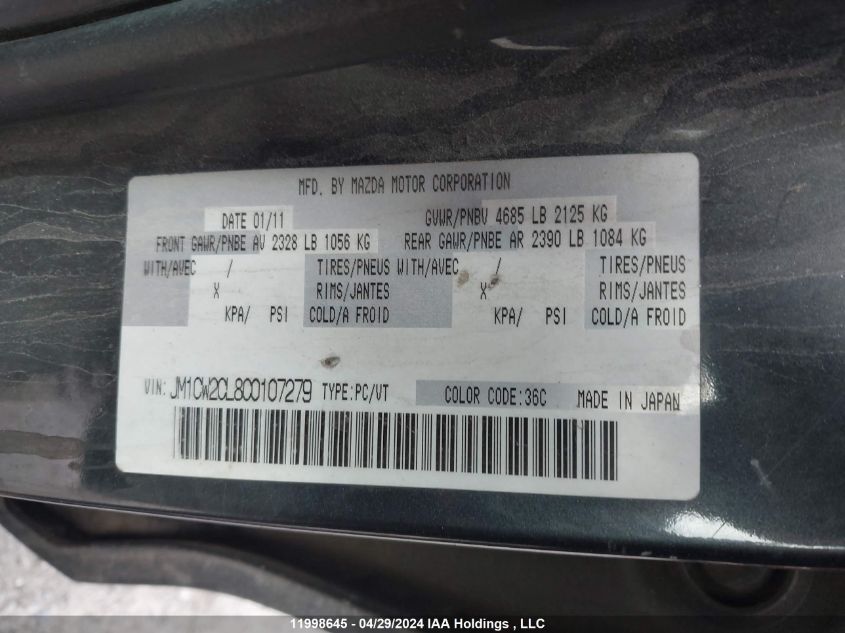 MFD. BY MAZDA MOTOR CORPORATION
DATE 01/11 GVWR/PNBV 4685 LB 2125 KG
FRONT GAWR/PNBE AV 2328 LB 1056 KG REAR GAWR/PNBE AR 2390 LB 1084 KG
WITH/AVEC / TIRES/PNEUS WITH/AVEC / TIRES/PNEUS
X RIMS/JANTES X RIMS/JANTES
KPA/ PSI COLD/A FROID KPA/ PSI COLD/A FROID
VIN: JM1CW2CL8C0107279 TYPE:PC/VT COLOR CODE:36C MADE IN JAPAN
11998645 - 04/29/2024 IAA Holdings , LLC